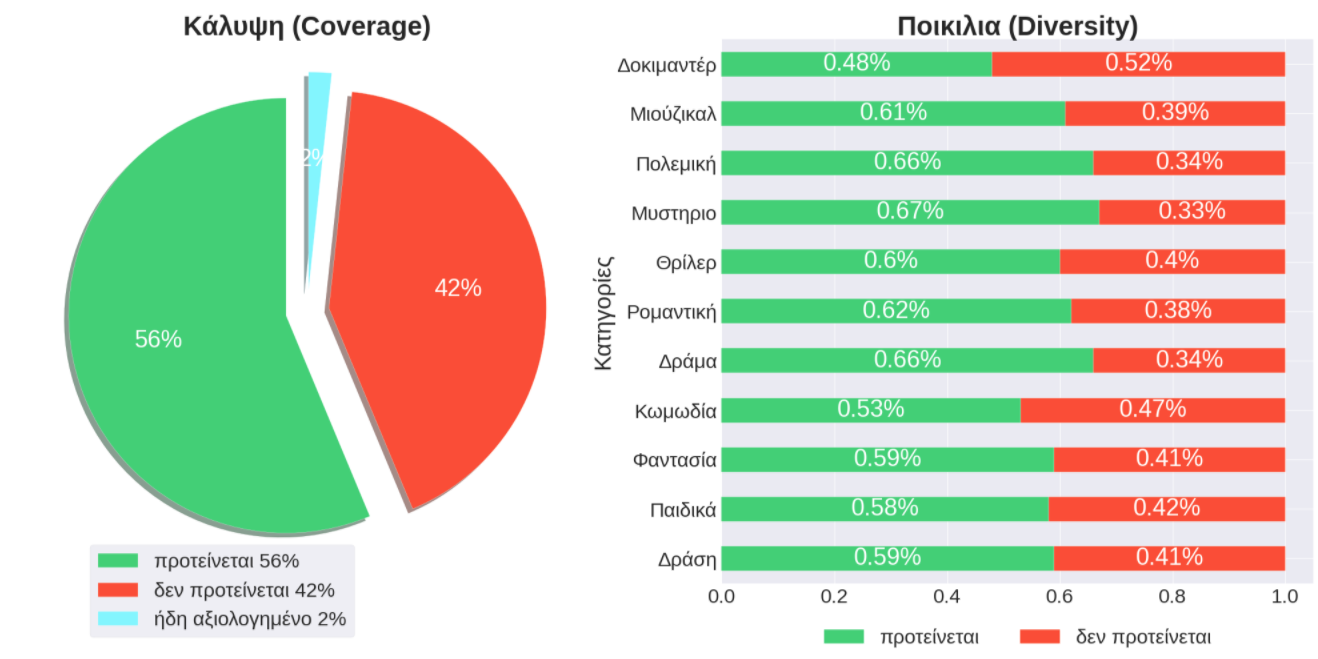 Κάλυψη (Coverage)
2%
42%
56%
προτείνεται 56%
δεν προτείνεται 42%
ήδη αξιολογημένο 2%
Ποικιλια (Diversity)
Κατηγορίες
Δοκιμαντέρ 0.48% 0.52%
Μιούζικαλ 0.61% 0.39%
Πολεμική 0.66% 0.34%
Μυστηριο 0.67% 0.33%
Θρίλερ 0.6% 0.4%
Ρομαντική 0.62% 0.38%
Δράμα 0.66% 0.34%
Κωμωδία 0.53% 0.47%
Φαντασία 0.59% 0.41%
Παιδικά 0.58% 0.42%
Δράση 0.59% 0.41%
0.0 0.2 0.4 0.6 0.8 1.0
προτείνεται δεν προτείνεται